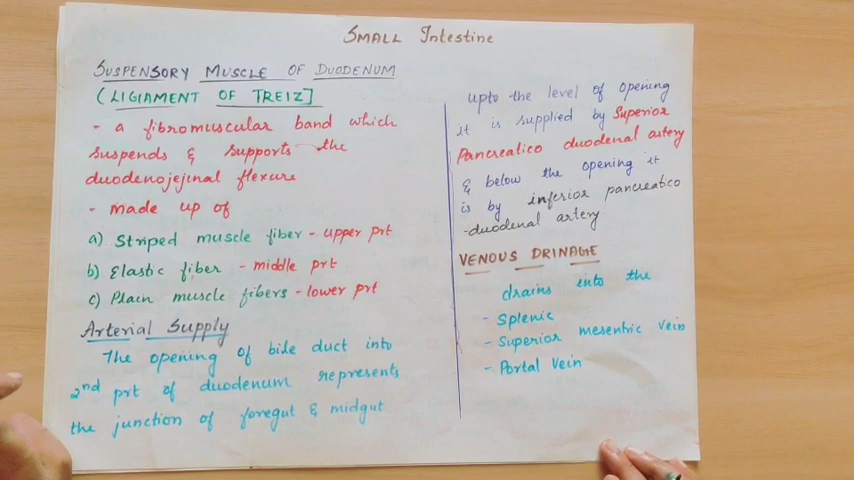 SMALL Intestine
SUSPENSORY MUSCLE OF DUODENUM
(LIGIAMENT OF TREIZ]
- a fibromuscular band which
suspends & supports the
duodenojejinal flexure
- made up of
a) Striped muscle fiber - upper prt
b) Elastic fiber - middle prt
c) Plain muscle fibers - lower prt
Arterial Supply
The opening of bile duct into
2nd prt of duodenum represents
the junction of foregut & midgut
upto the level of opening
it is supplied by Superior
Pancreatico duodenal artery
& below the opening it
is by inferior pancreatico
-duodenal artery
VENOUS DRINAGE
drains into the
- Splenic
- Superior mesentric vein
- Portal Vein